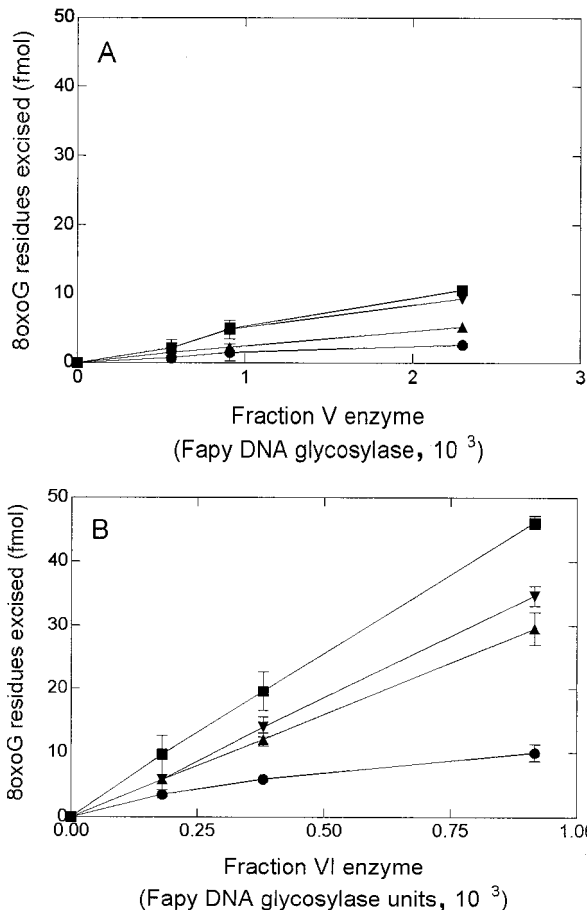 50
A
40
30
20
10
0
0
1
2
3
8oxoG residues excised (fmol)
Fraction V enzyme
(Fapy DNA glycosylase, 10 3)
50
B
40
30
20
10
0
0.00
0.25
0.50
0.75
1.00
8oxoG residues excised (fmol)
Fraction VI enzyme
(Fapy DNA glycosylase units, 10 3)